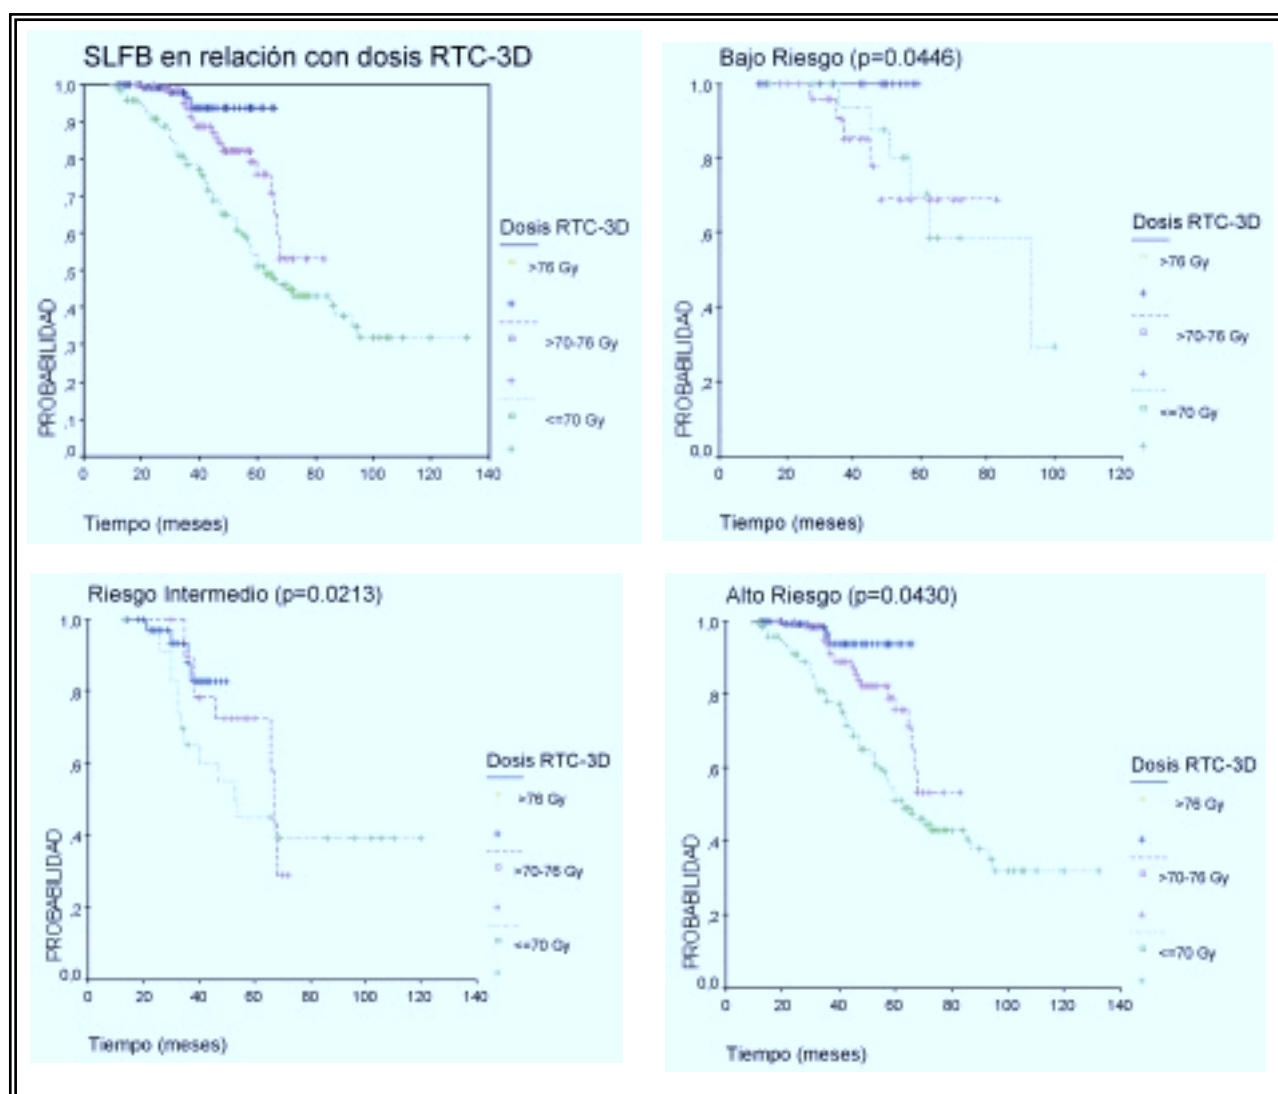 SLFB en relación con dosis RTC-3D
1,0
,9
,8
,7
,6
,5
,4
,3
,2
,1
,0
PROBABILIDAD
0 20 40 60 80 100 120 140
Tiempo (meses)
Dosis RTC-3D
>76 Gy
>70-76 Gy
<=70 Gy
Bajo Riesgo (p=0.0446)
1,0
,8
,6
,4
,2
0,0
PROBABILIDAD
0 20 40 60 80 100 120
Tiempo (meses)
Dosis RTC-3D
>76 Gy
>70-76 Gy
<=70 Gy
Riesgo Intermedio (p=0.0213)
1,0
,8
,6
,4
,2
0,0
PROBABILIDAD
0 20 40 60 80 100 120 140
Tiempo (meses)
Dosis RTC-3D
>76 Gy
>70-76 Gy
<=70 Gy
Alto Riesgo (p=0.0430)
1,0
,8
,6
,4
,2
0,0
PROBABILIDAD
0 20 40 60 80 100 120 140
Tiempo (meses)
Dosis RTC-3D
>76 Gy
>70-76 Gy
<=70 Gy